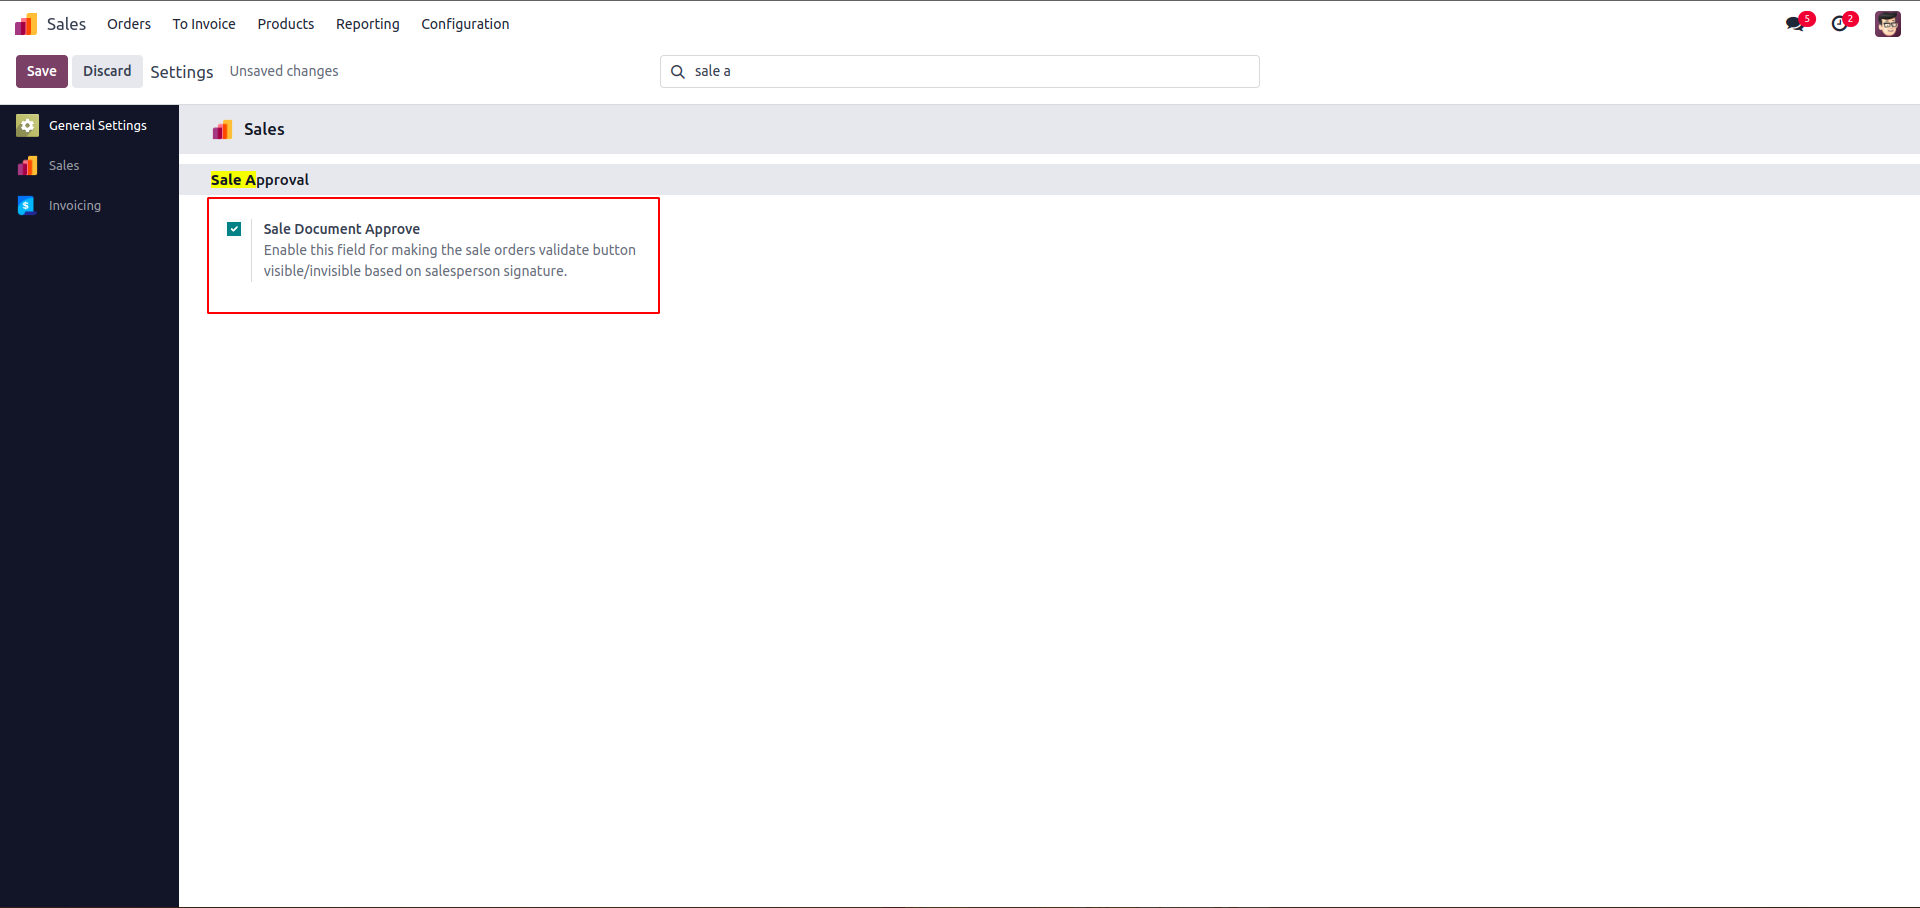 Sales Orders To Invoice Products Reporting Configuration 5 2
Save Discard Settings Unsaved changes sale a
General Settings
Sales
Invoicing
Sales
Sale Approval
Sale Document Approve
Enable this field for making the sale orders validate button
visible/invisible based on salesperson signature.